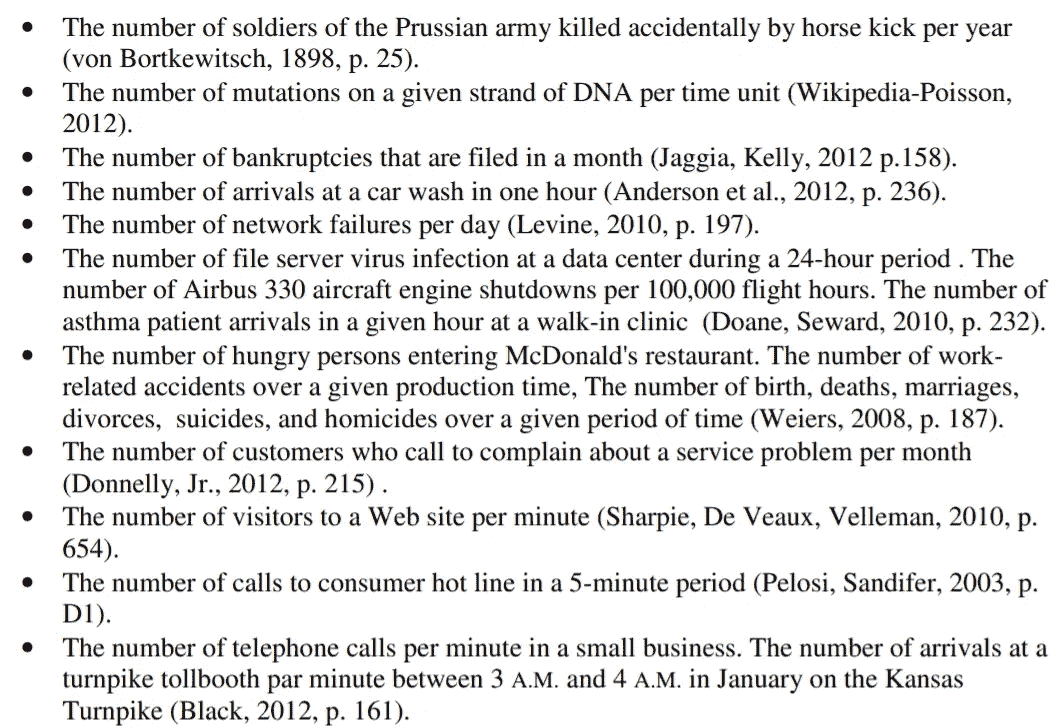 • The number of soldiers of the Prussian army killed accidentally by horse kick per year
(von Bortkewitsch, 1898, p. 25).
• The number of mutations on a given strand of DNA per time unit (Wikipedia-Poisson,
2012).
• The number of bankruptcies that are filed in a month (Jaggia, Kelly, 2012 p.158).
• The number of arrivals at a car wash in one hour (Anderson et al., 2012, p. 236).
• The number of network failures per day (Levine, 2010, p. 197).
• The number of file server virus infection at a data center during a 24-hour period . The
number of Airbus 330 aircraft engine shutdowns per 100,000 flight hours. The number of
asthma patient arrivals in a given hour at a walk-in clinic (Doane, Seward, 2010, p. 232).
• The number of hungry persons entering McDonald's restaurant. The number of work-
related accidents over a given production time, The number of birth, deaths, marriages,
divorces, suicides, and homicides over a given period of time (Weiers, 2008, p. 187).
• The number of customers who call to complain about a service problem per month
(Donnelly, Jr., 2012, p. 215) .
• The number of visitors to a Web site per minute (Sharpie, De Veaux, Velleman, 2010, p.
654).
• The number of calls to consumer hot line in a 5-minute period (Pelosi, Sandifer, 2003, p.
D1).
• The number of telephone calls per minute in a small business. The number of arrivals at a
turnpike tollbooth par minute between 3 A.M. and 4 A.M. in January on the Kansas
Turnpike (Black, 2012, p. 161).